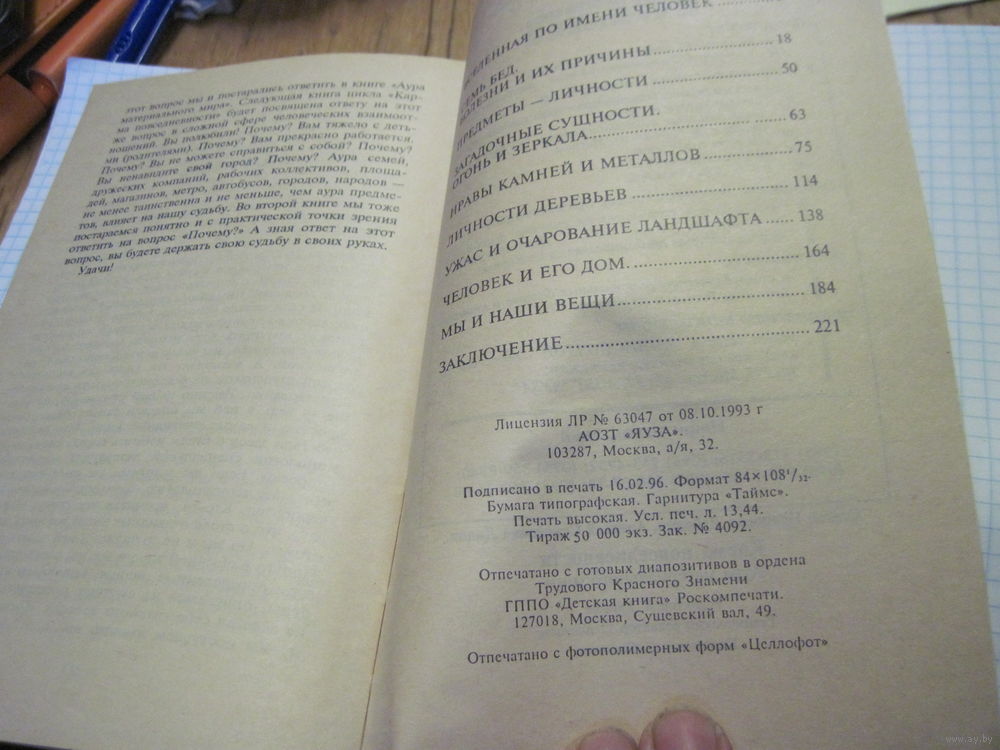 этот вопрос мы и постарались ответить в книге «Аура
материального мира». Следующая книга цикла «Кар-
ма повседневности» будет посвящена ответу на этот
же вопрос в сложной сфере человеческих взаимоот-
ношений. Вы полюбили! Почему? Вам тяжело с деть-
ми (родителями). Почему? Вам прекрасно работается.
Почему? Вы не можете справиться с собой? Почему?
Вы ненавидите свой город? Почему? Аура семей,
дружеских компаний, рабочих коллективов, площа-
дей, магазинов, метро, автобусов, городов, народов —
не менее таинственна и не меньше, чем аура предме-
тов, влияет на нашу судьбу. Во второй книге мы тоже
постараемся понятно и с практической точки зрения
ответить на вопрос «Почему?» А зная ответ на этот
вопрос, вы будете держать свою судьбу в своих руках.
Удачи!
ПО ИМЕНИ ЧЕЛОВЕК ..........
БЕД.
И ИХ ПРИЧИНЫ .......... 18
ПРЕДМЕТЫ — ЛИЧНОСТИ .......... 50
ЗАГАДОЧНЫЕ СУЩНОСТИ.
ОГОНЬ И ЗЕРКАЛА .......... 63
НРАВЫ КАМНЕЙ И МЕТАЛЛОВ .......... 75
ЛИЧНОСТИ ДЕРЕВЬЕВ .......... 114
УЖАС И ОЧАРОВАНИЕ ЛАНДШАФТА ...... 138
ЧЕЛОВЕК И ЕГО ДОМ. .......... 164
МЫ И НАШИ ВЕЩИ .......... 184
ЗАКЛЮЧЕНИЕ .......... 221
Лицензия ЛР № 63047 от 08.10.1993 г
АОЗТ «ЯУЗА».
103287, Москва, а/я, 32.
Подписано в печать 16.02.96. Формат 84×108¹/₃₂.
Бумага типографская. Гарнитура «Таймс».
Печать высокая. Усл. печ. л. 13,44.
Тираж 50 000 экз. Зак. № 4092.
Отпечатано с готовых диапозитивов в ордена
Трудового Красного Знамени
ГППО «Детская книга» Роскомпечати.
127018, Москва, Сущевский вал, 49.
Отпечатано с фотополимерных форм «Целлофот»
www.ay.by